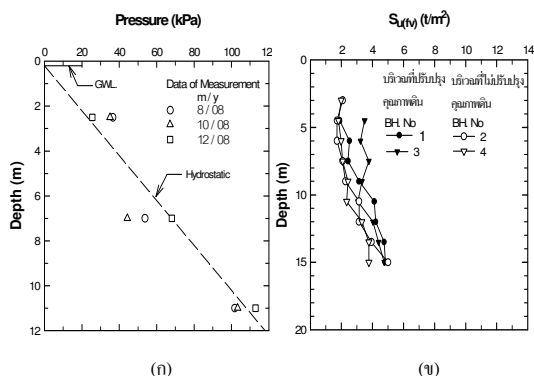 Pressure (kPa)
0 20 40 60 80 100 120
0
2
4
6
8
10
12
Depth (m)
GWL.
Data of Measurement
m / y
8 / 08
10 / 08
12 / 08
Hydrostatic
(ก)
Su(fv) (t/m²)
0 2 4 6 8 10 12 14
0
5
10
15
20
Depth (m)
บริเวณที่ปรับปรุง บริเวณที่ไม่ปรับปรุง
คุณภาพดิน คุณภาพดิน
BH. No BH. No
1 2
3 4
(ข)